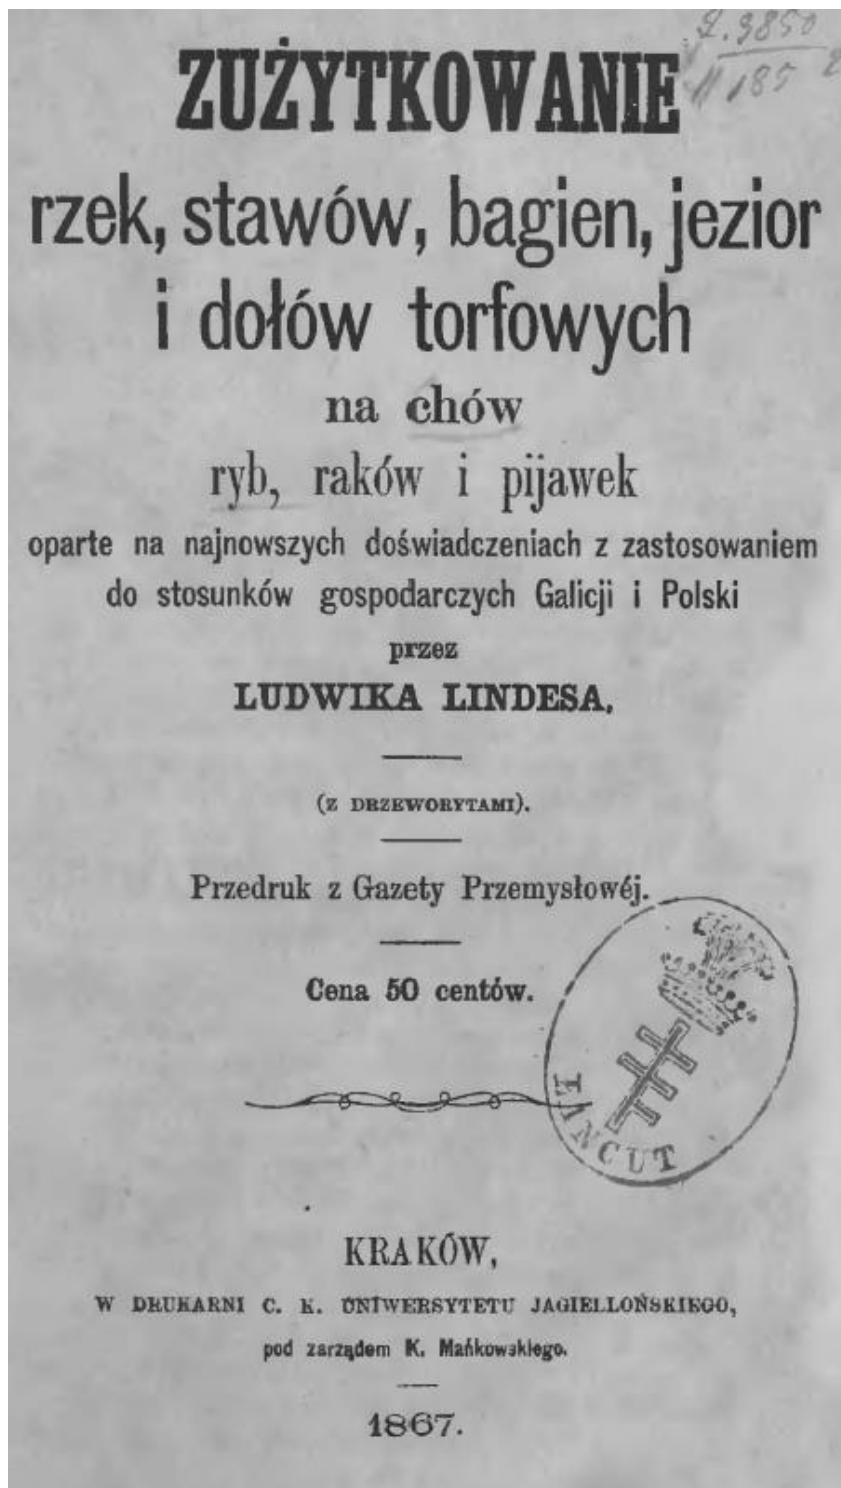 ZUŻYTKOWANIE
rzek, stawów, bagien, jezior
i dołów torfowych
na chów
ryb, raków i pijawek
oparte na najnowszych doświadczeniach z zastosowaniem
do stosunków gospodarczych Galicji i Polski
przez
LUDWIKA LINDESA.
(Z DRZEWORYTAMI).
Przedruk z Gazety Przemysłowéj.
Cena 50 centów.
ŁAŃCUT
KRAKÓW,
W DRUKARNI C. K. UNIWERSYTETU JAGIELLOŃSKIEGO,
pod zarządem K. Mańkowskiego.
1867.